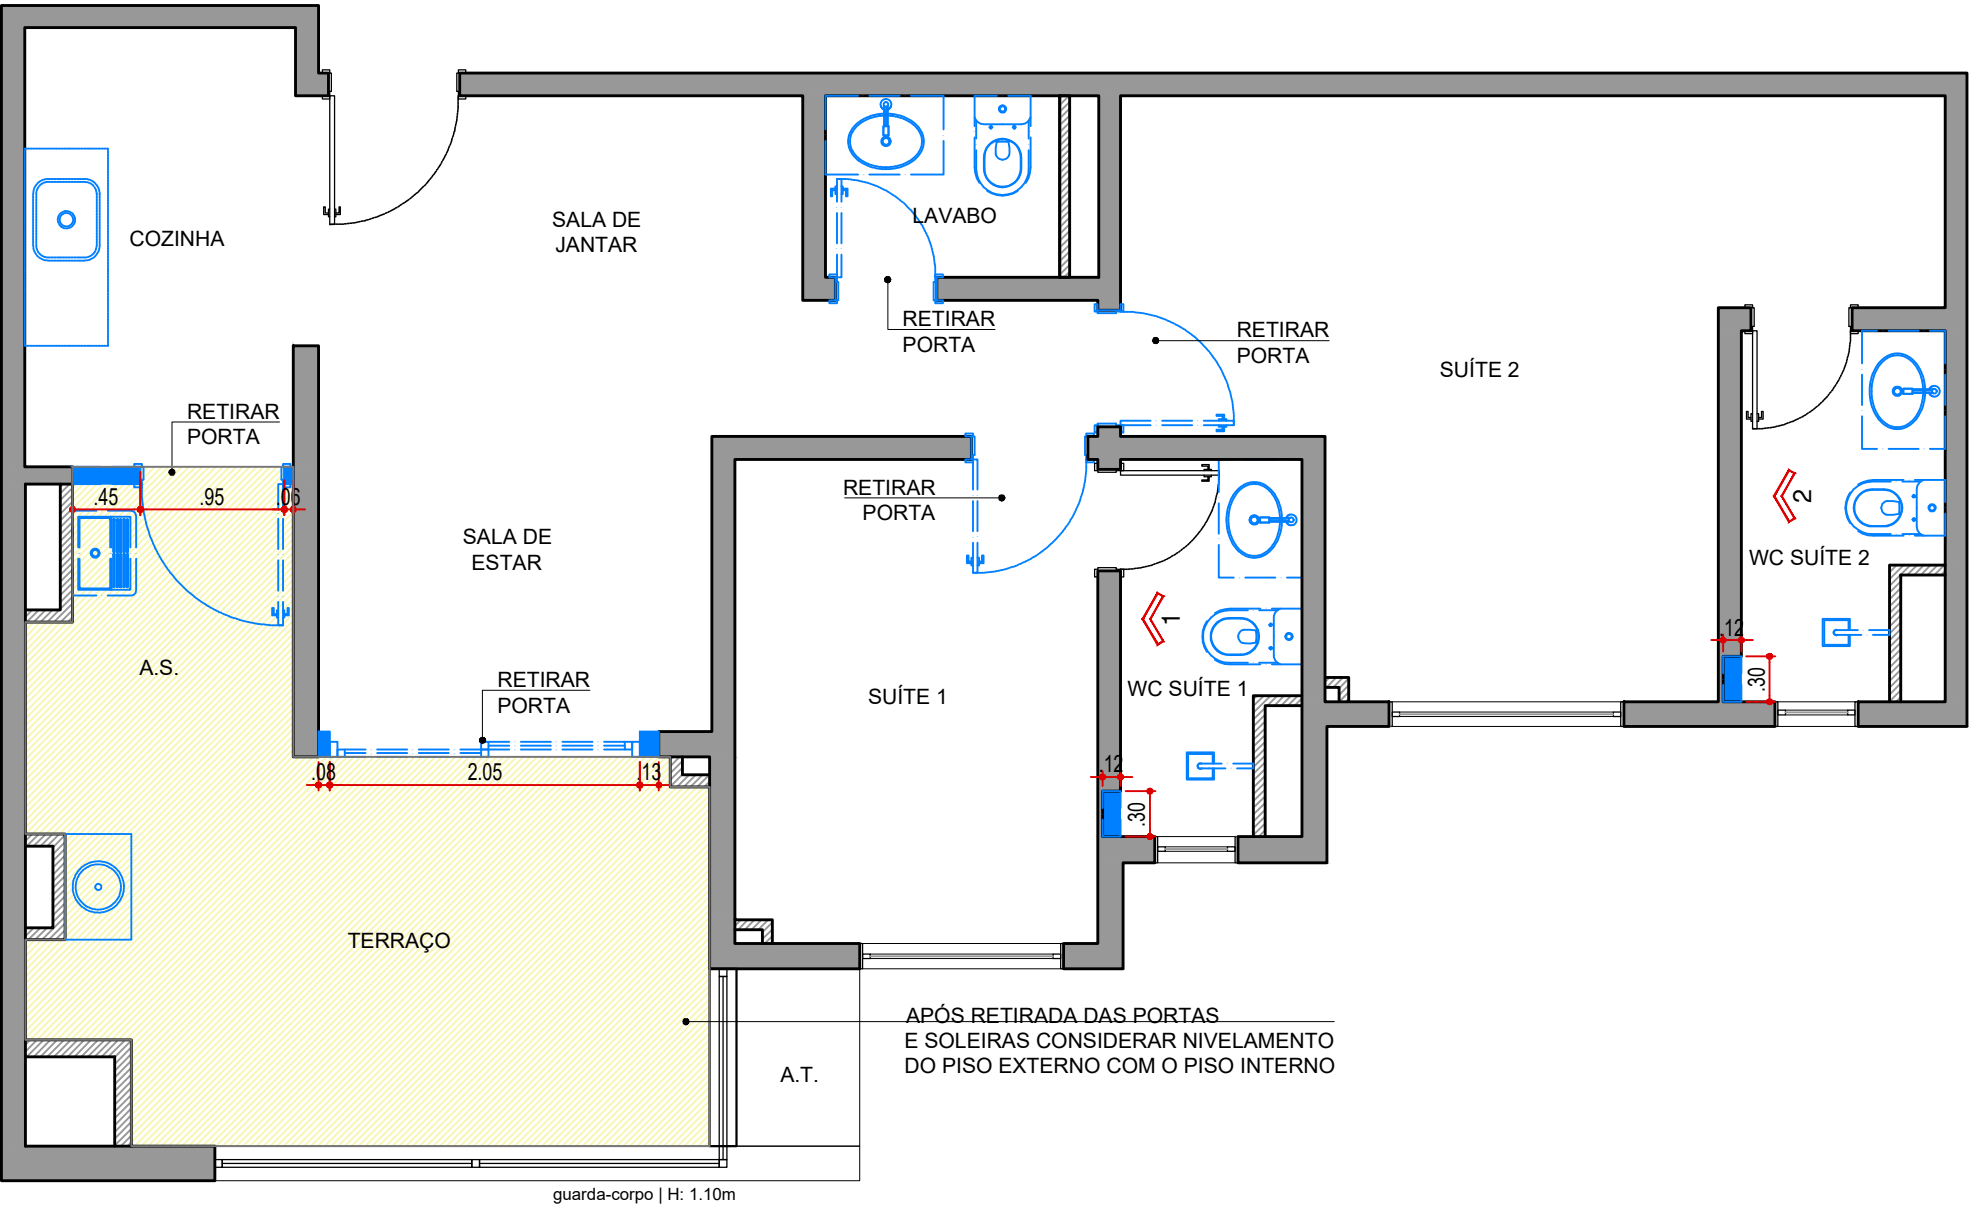 SALA DE
JANTAR
LAVABO
COZINHA
RETIRAR
PORTA
RETIRAR
PORTA
SUÍTE 2
RETIRAR
PORTA
.45
.95
.06
RETIRAR
PORTA
2
SALA DE
ESTAR
WC SUÍTE 2
1
.12
A.S.
RETIRAR
PORTA
SUÍTE 1
WC SUÍTE 1
.30
.08
2.05
.13
.12
.30
TERRAÇO
APÓS RETIRADA DAS PORTAS
E SOLEIRAS CONSIDERAR NIVELAMENTO
DO PISO EXTERNO COM O PISO INTERNO
A.T.
guarda-corpo | H: 1.10m